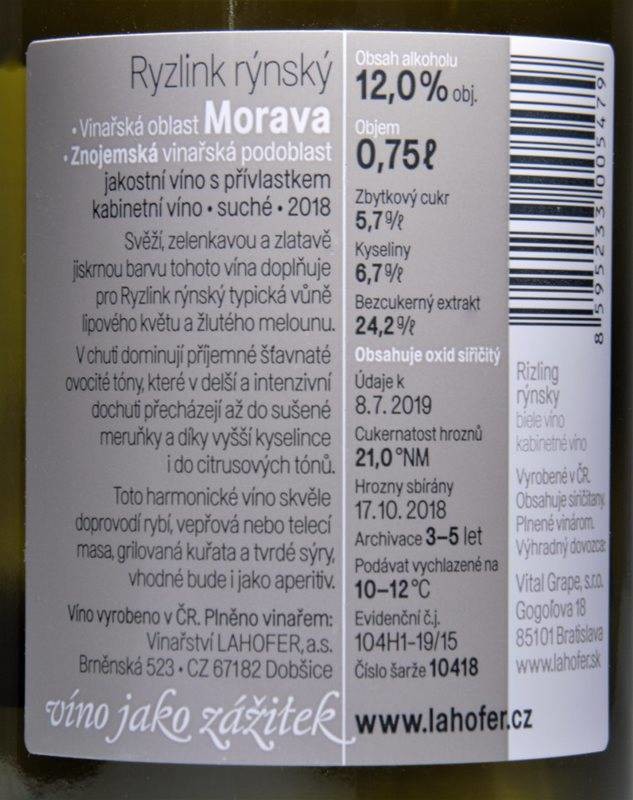 Ryzlink rýnský
• Vinařská oblast Morava
• Znojemská vinařská podoblast
jakostní víno s přívlastkem
kabinetní víno • suché • 2018
Svěží, zelenkavou a zlatavě
jiskrnou barvu tohoto vína doplňuje
pro Ryzlink rýnský typická vůně
lipového květu a žlutého melounu.
V chuti dominují příjemné šťavnaté
ovocité tóny, které v delší a intenzivní
dochuti přecházejí až do sušené
meruňky a díky vyšší kyselince
i do citrusových tónů.
Toto harmonické víno skvěle
doprovodí rybí, vepřová nebo telecí
masa, grilovaná kuřata a tvrdé sýry,
vhodné bude i jako aperitiv.
Víno vyrobeno v ČR. Plněno vinařem:
Vinařství LAHOFER, a.s.
Brněnská 523 • CZ 67182 Dobšice
víno jako zážitek
Obsah alkoholu
12,0% obj.
Objem
0,75ℓ
Zbytkový cukr
5,7 g/ℓ
Kyseliny
6,7 g/ℓ
Bezcukerný extrakt
24,2 g/ℓ
Obsahuje oxid siřičitý
Údaje k
8.7.2019
Cukernatost hroznů
21,0 °NM
Hrozny sbírány
17.10.2018
Archivace 3–5 let
Podávat vychlazené na
10–12 °C
Evidenční č.j.
104H1-19/15
Číslo šarže 10418
www.lahofer.cz
8 595233 005479
Rizling
rýnsky
biele víno
kabinetné víno
Vyrobené v ČR.
Obsahuje siričitany.
Plnené vinárom.
Výhradný dovozca:
Vital Grape, s.r.o.
Gogoľova 18
85101 Bratislava
www.lahofer.sk